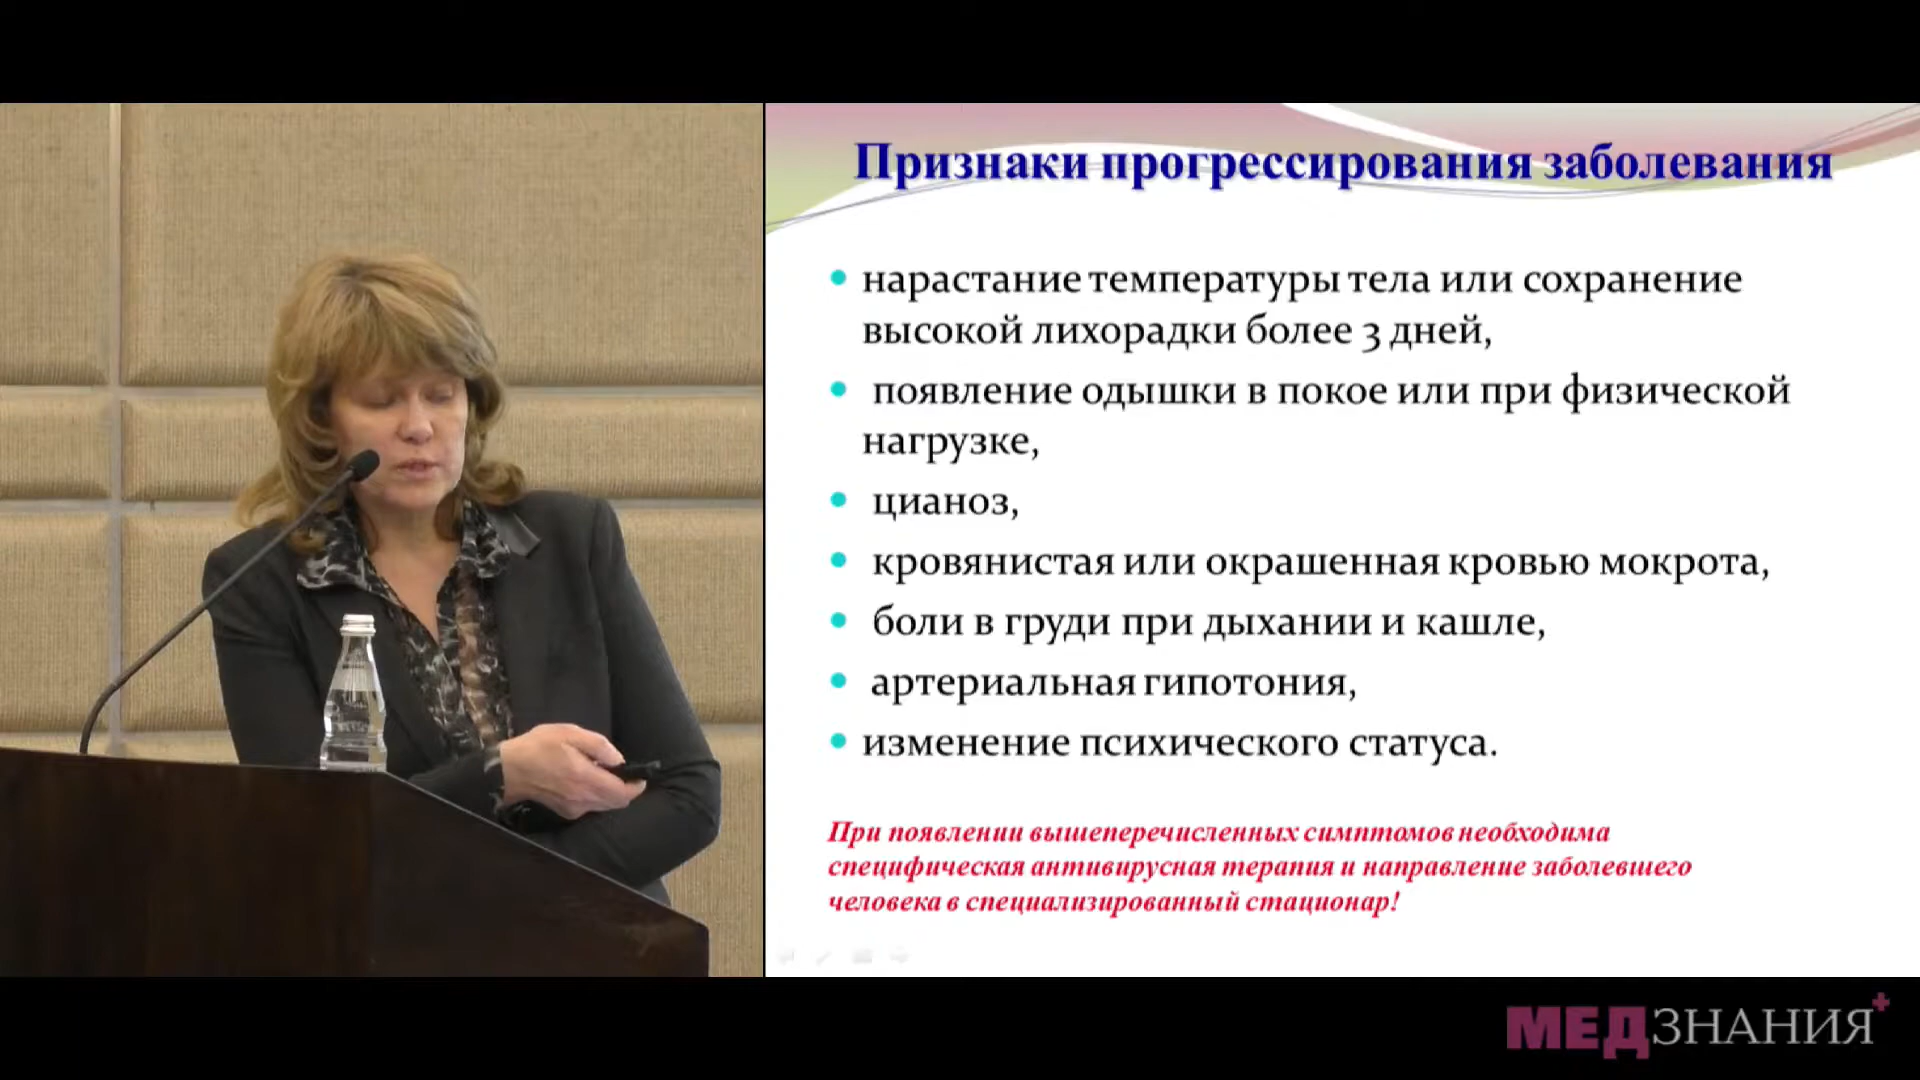 Признаки прогрессирования заболевания
• нарастание температуры тела или сохранение
высокой лихорадки более 3 дней,
• появление одышки в покое или при физической
нагрузке,
• цианоз,
• кровянистая или окрашенная кровью мокрота,
• боли в груди при дыхании и кашле,
• артериальная гипотония,
• изменение психического статуса.
При появлении вышеперечисленных симптомов необходима
специфическая антивирусная терапия и направление заболевшего
человека в специализированный стационар!
МЕДЗНАНИЯ+